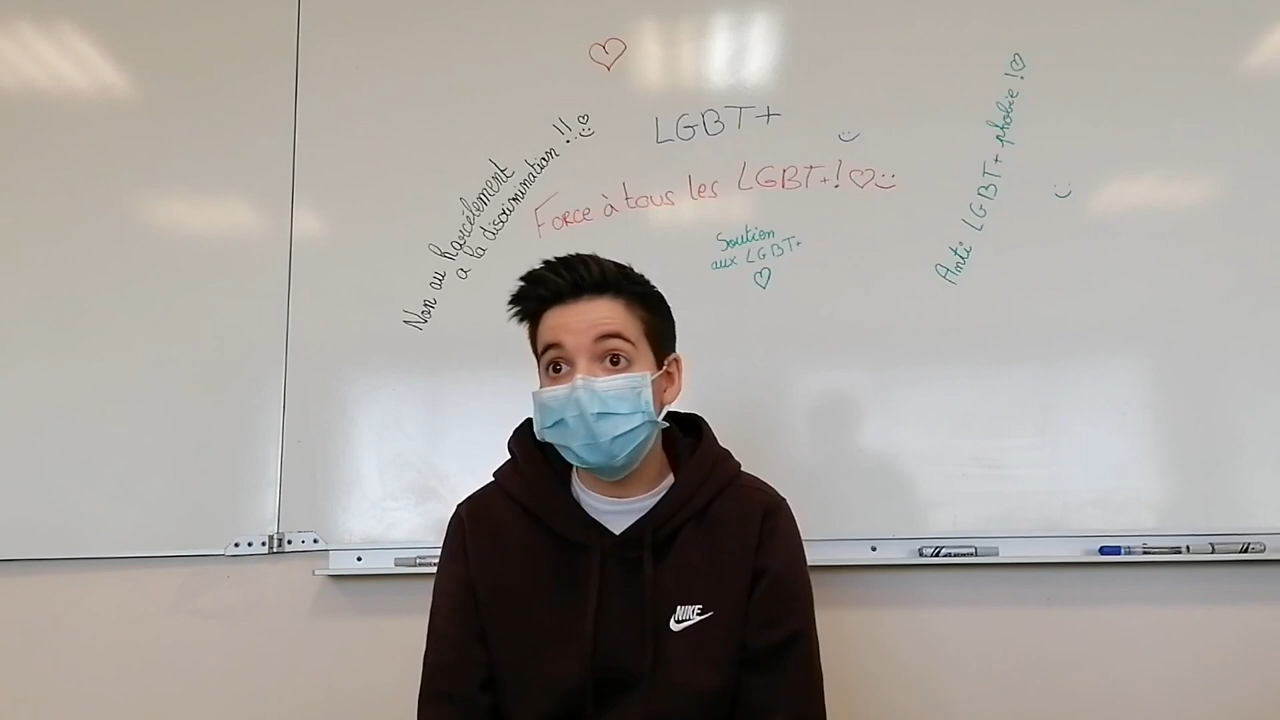 LGBT+
Non au harcèlement
a la discrimination !!
Force à tous les LGBT+!
Soutien
aux LGBT+
Anti LGBT+ phobie !
NIKE